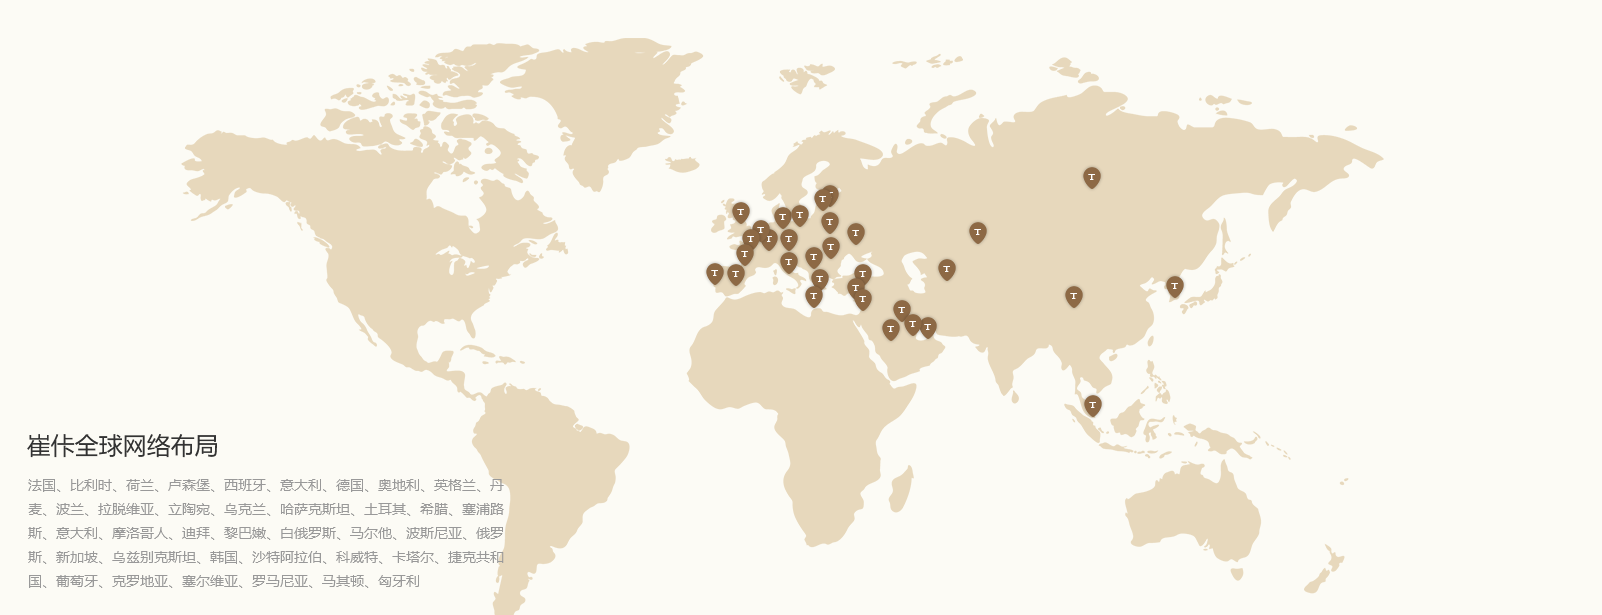 崔佧全球网络布局
法国、比利时、荷兰、卢森堡、西班牙、意大利、德国、奥地利、英格兰、丹
麦、波兰、拉脱维亚、立陶宛、乌克兰、哈萨克斯坦、土耳其、希腊、塞浦路
斯、意大利、摩洛哥人、迪拜、黎巴嫩、白俄罗斯、马尔他、波斯尼亚、俄罗
斯、新加坡、乌兹别克斯坦、韩国、沙特阿拉伯、科威特、卡塔尔、捷克共和
国、葡萄牙、克罗地亚、塞尔维亚、罗马尼亚、马其顿、匈牙利